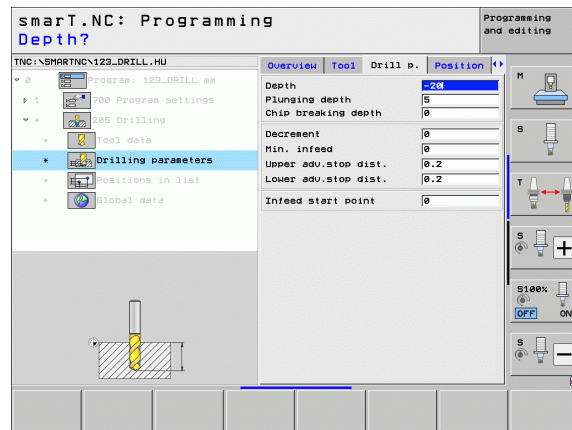 smarT.NC: Programming
Depth?
Programming
and editing
TNC:\SMARTNC\123_DRILL.HU
0 Program: 123_DRILL mm
1 700 Program settings
* 205 Drilling
* Tool data
* Drilling parameters
* Positions in list
* Global data
Overview Tool Drill p. Position
Depth -20
Plunging depth 5
Chip breaking depth 0
Decrement 0
Min. infeed 0
Upper adv.stop dist. 0.2
Lower adv.stop dist. 0.2
Infeed start point 0
M
S
T
S
+
S100%
OFF ON
S
-